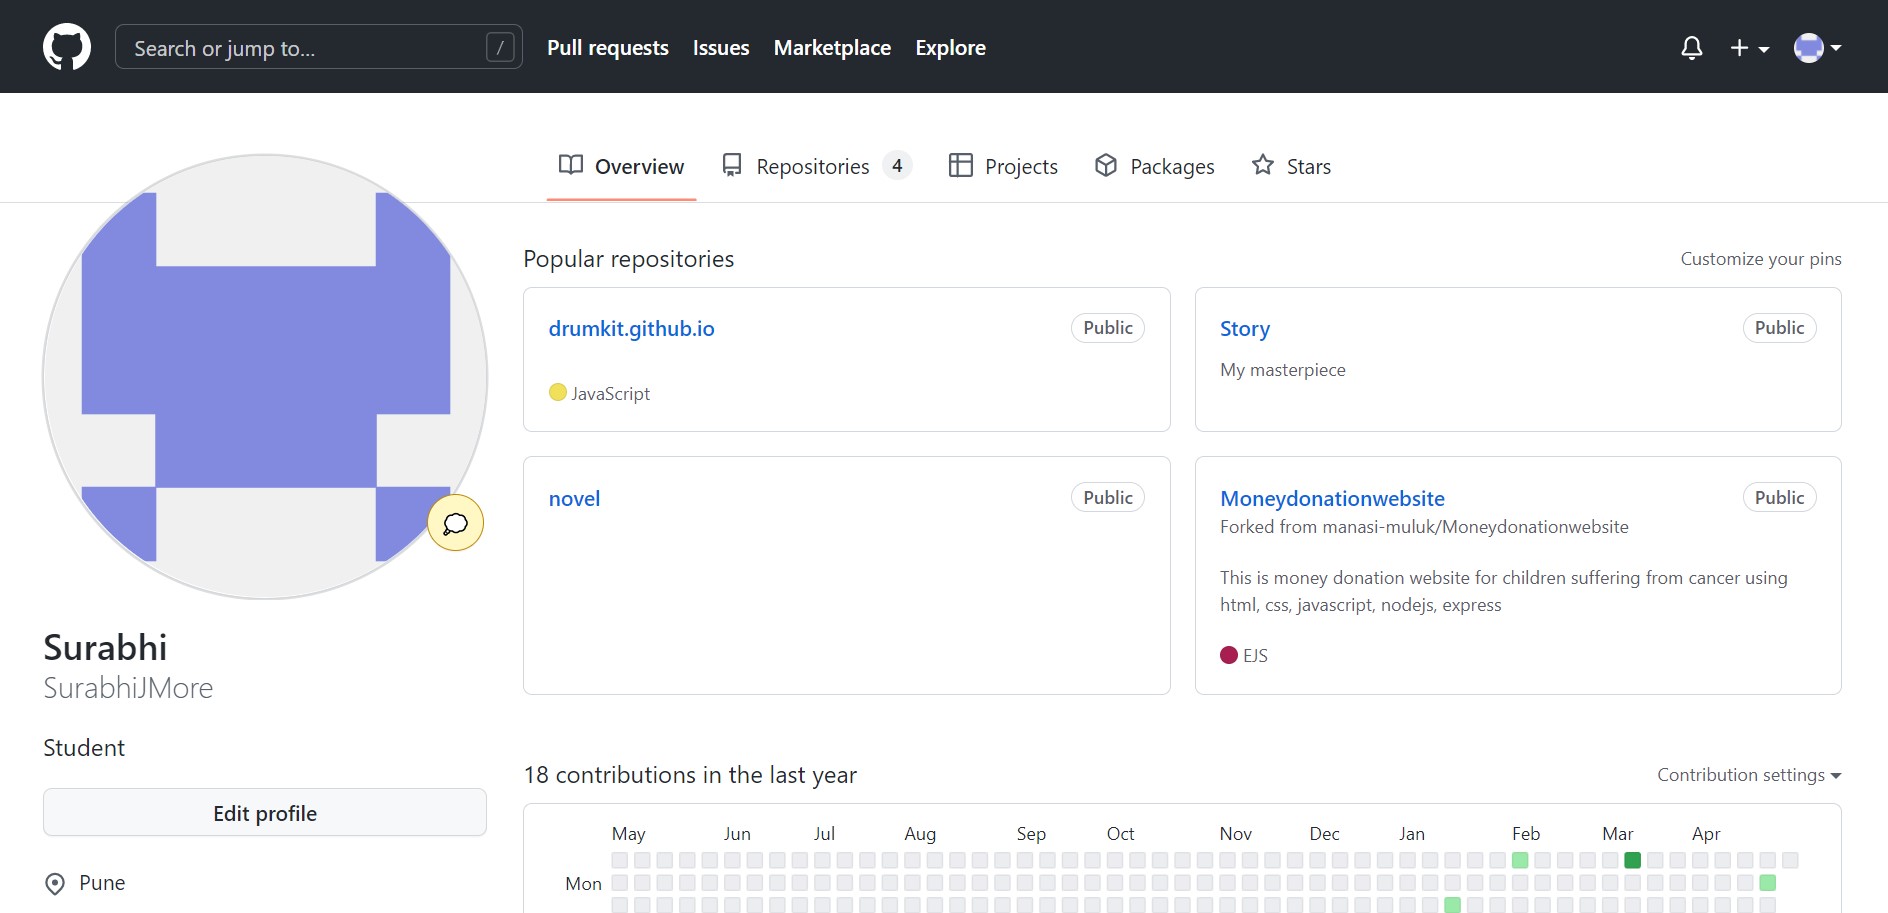 Search or jump to...
/
Pull requests
Issues
Marketplace
Explore
Overview
Repositories 4
Projects
Packages
Stars
Surabhi
SurabhiJMore
Student
Edit profile
Pune
Popular repositories
Customize your pins
drumkit.github.io
Public
JavaScript
Story
Public
My masterpiece
novel
Public
Moneydonationwebsite
Public
Forked from manasi-muluk/Moneydonationwebsite
This is money donation website for children suffering from cancer using
html, css, javascript, nodejs, express
EJS
18 contributions in the last year
Contribution settings
May Jun Jul Aug Sep Oct Nov Dec Jan Feb Mar Apr
Mon